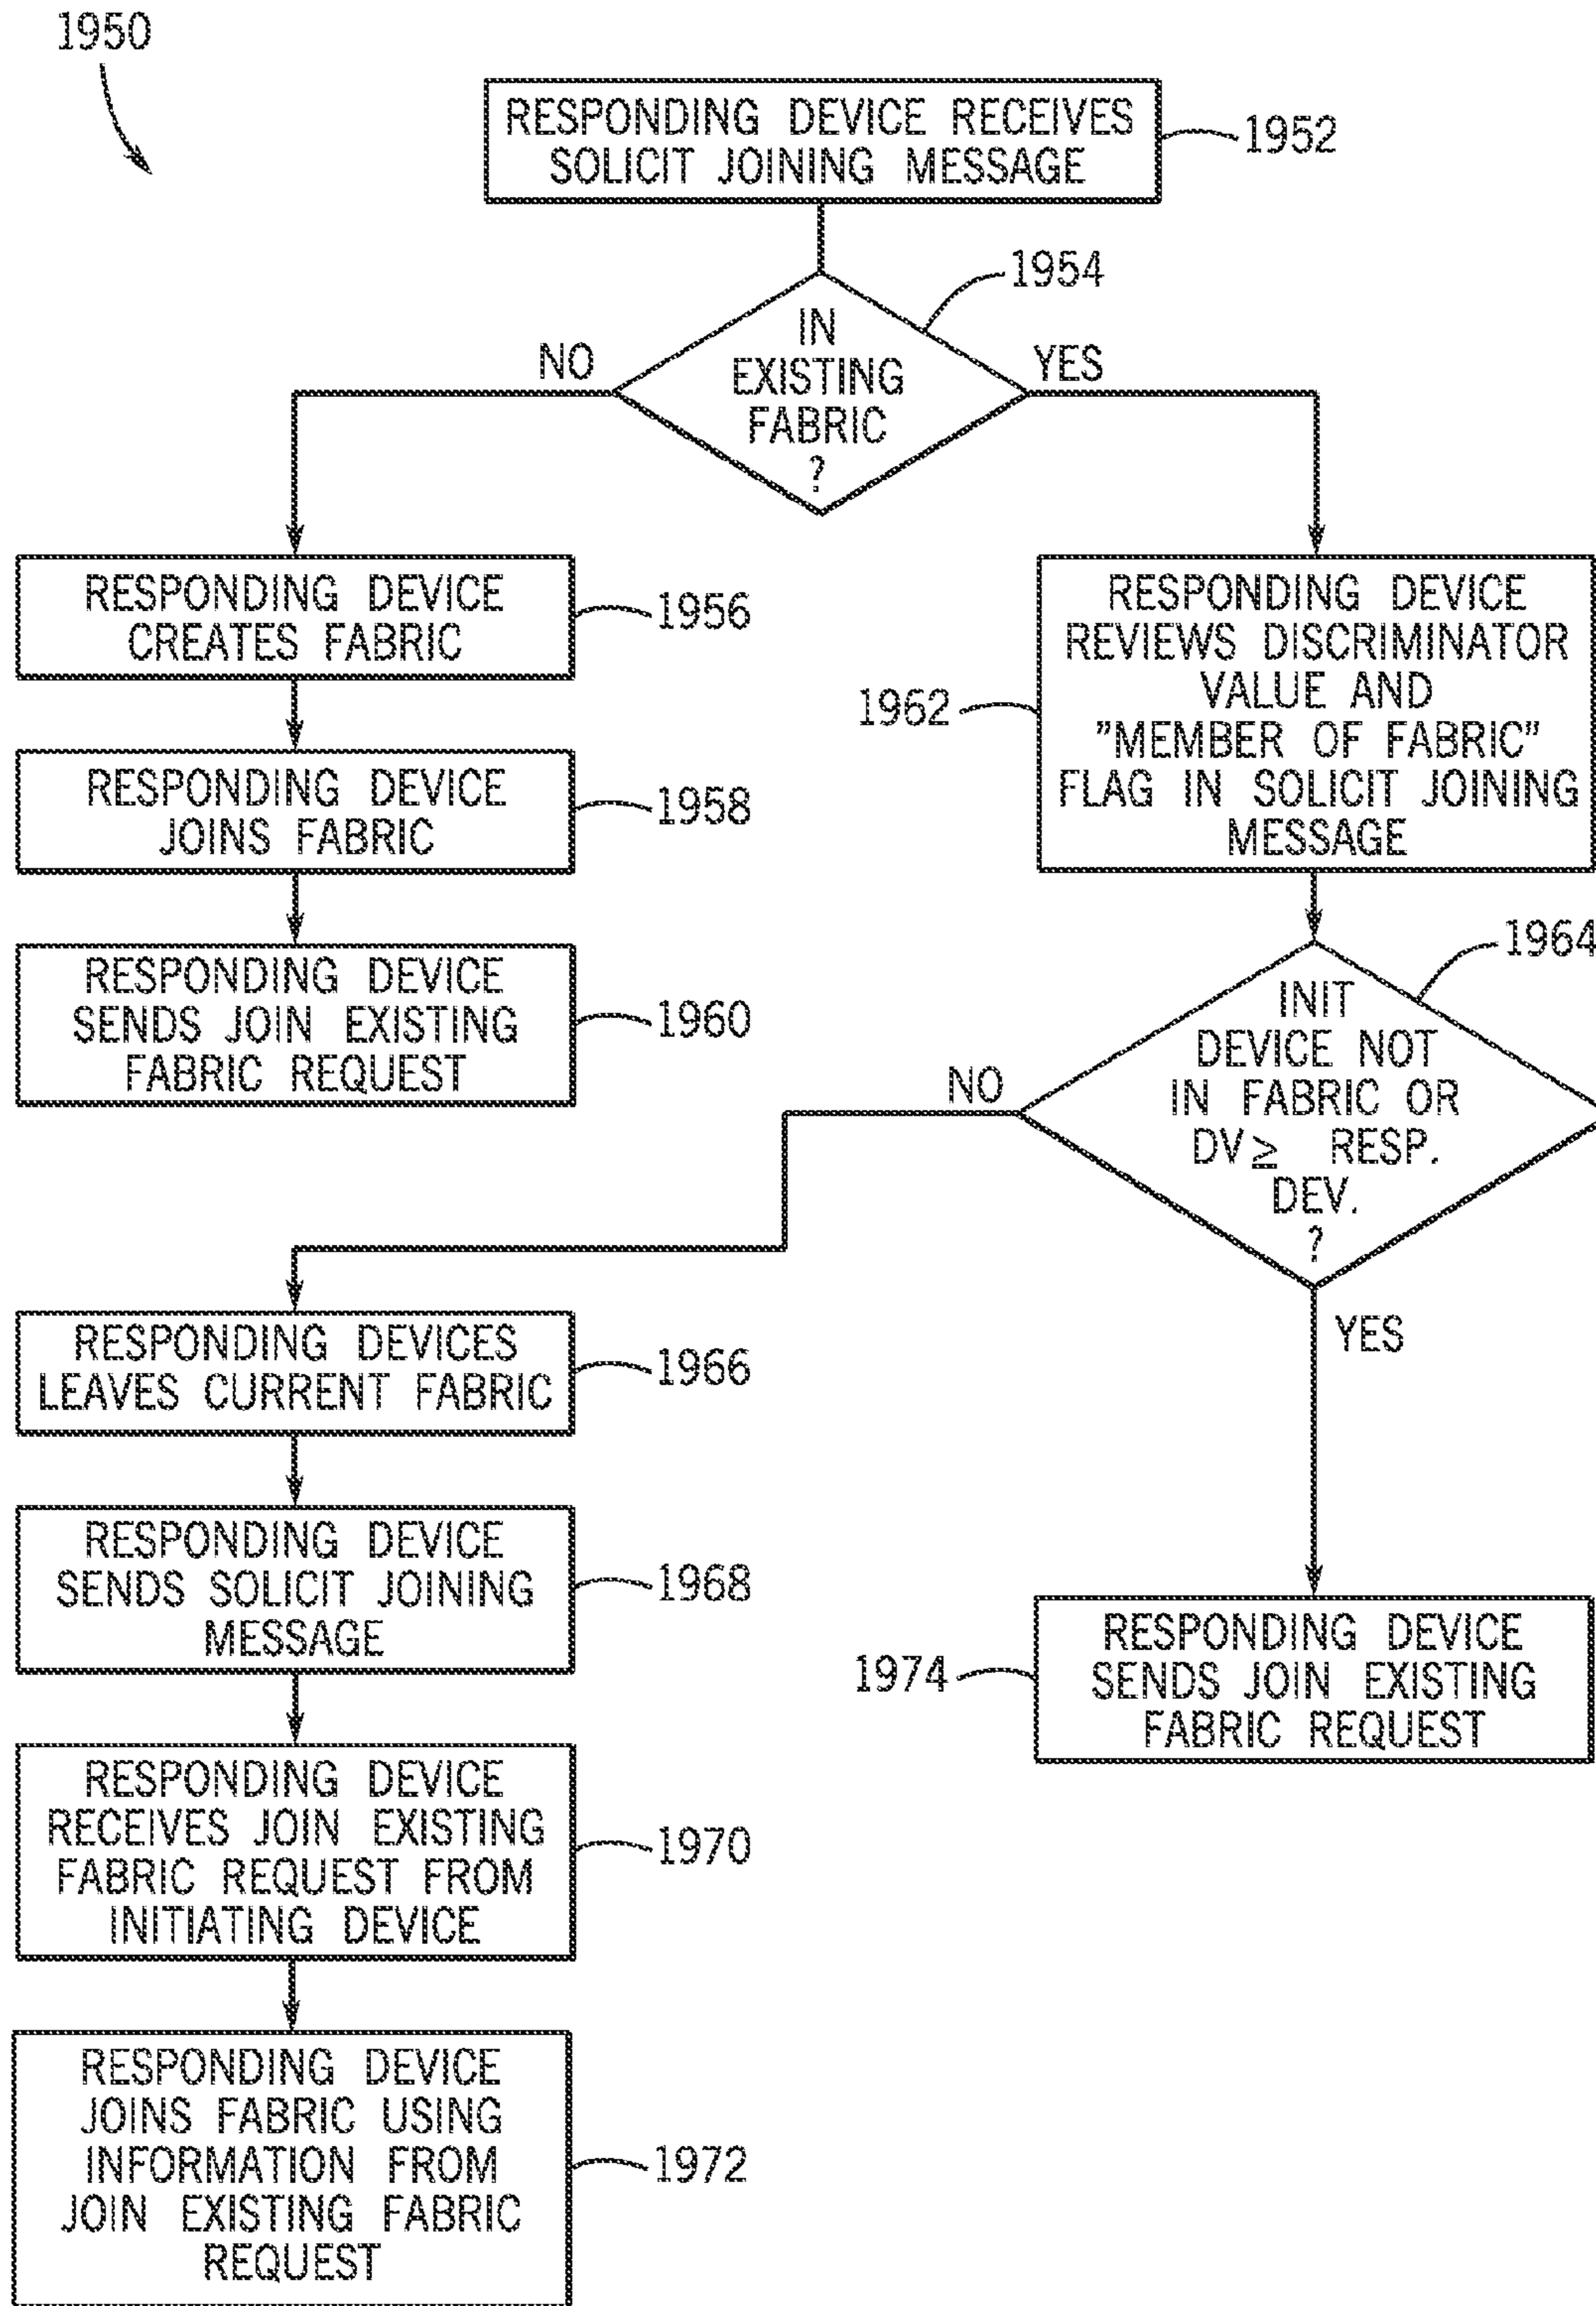 1950
RESPONDING DEVICE RECEIVES
SOLICIT JOINING MESSAGE
1952
1954
IN
EXISTING
FABRIC
?
NO
YES
RESPONDING DEVICE
CREATES FABRIC
1956
RESPONDING DEVICE
JOINS FABRIC
1958
RESPONDING DEVICE
SENDS JOIN EXISTING
FABRIC REQUEST
1960
RESPONDING DEVICE
REVIEWS DISCRIMINATOR
VALUE AND
"MEMBER OF FABRIC"
FLAG IN SOLICIT JOINING
MESSAGE
1962
1964
INIT
DEVICE NOT
IN FABRIC OR
DV ≥ RESP.
DEV.
?
NO
YES
RESPONDING DEVICES
LEAVES CURRENT FABRIC
1966
RESPONDING DEVICE
SENDS SOLICIT JOINING
MESSAGE
1968
RESPONDING DEVICE
RECEIVES JOIN EXISTING
FABRIC REQUEST FROM
INITIATING DEVICE
1970
RESPONDING DEVICE
JOINS FABRIC USING
INFORMATION FROM
JOIN EXISTING FABRIC
REQUEST
1972
RESPONDING DEVICE
SENDS JOIN EXISTING
FABRIC REQUEST
1974